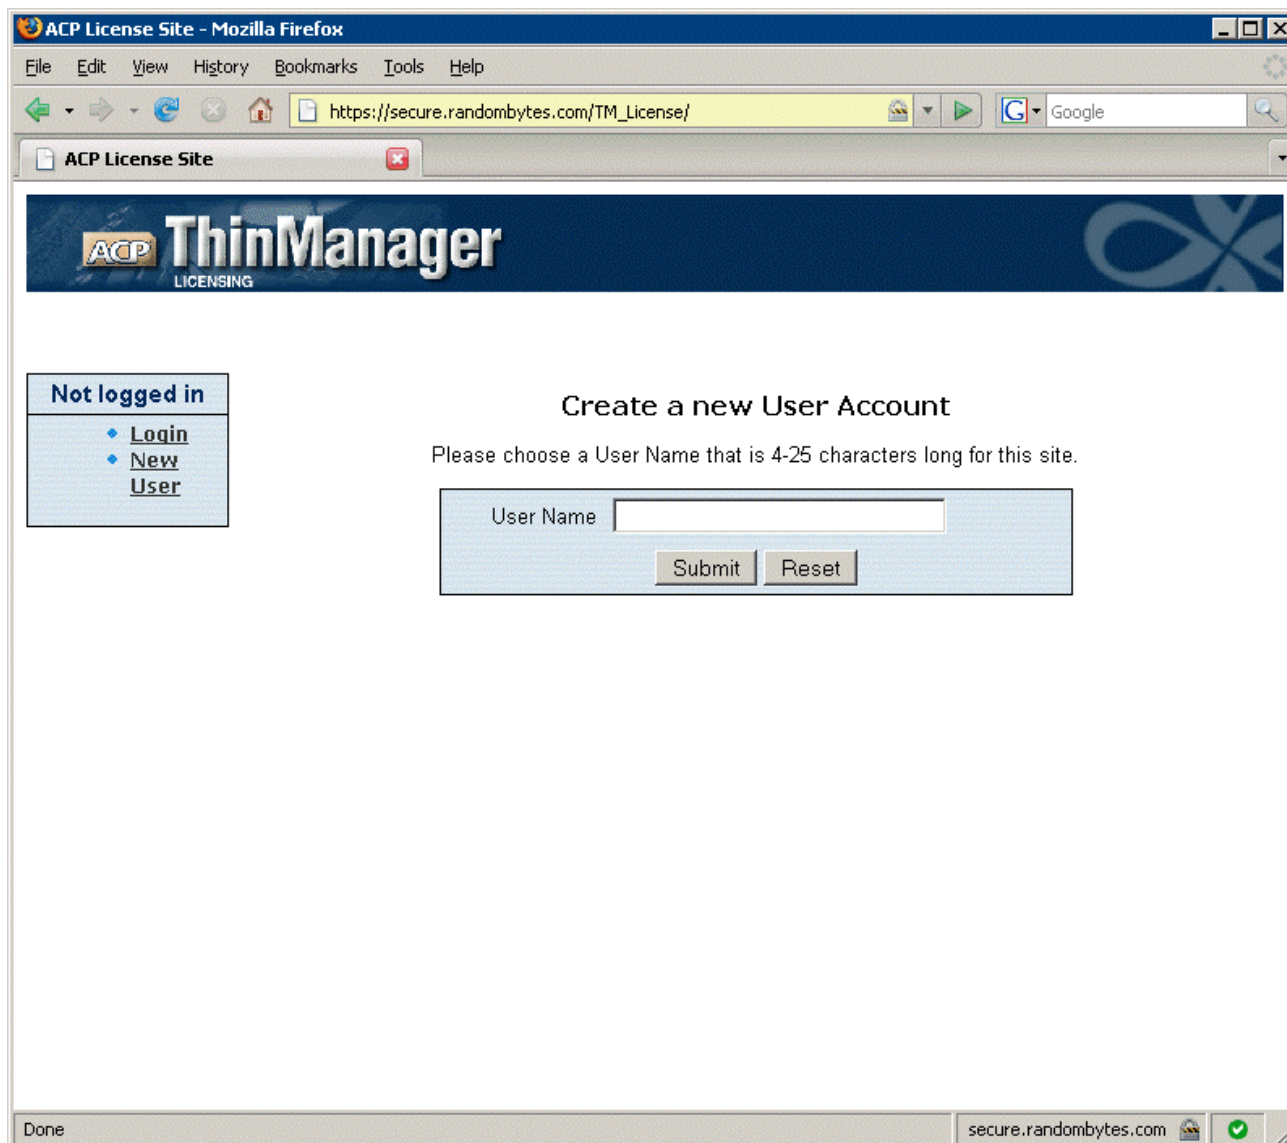 ACP License Site - Mozilla Firefox
File Edit View History Bookmarks Tools Help
https://secure.randombytes.com/TM_License/ G Google
ACP License Site
ACP ThinManager
LICENSING
Not logged in
Login
New
User
Create a new User Account
Please choose a User Name that is 4-25 characters long for this site.
User Name
Submit Reset
Done secure.randombytes.com